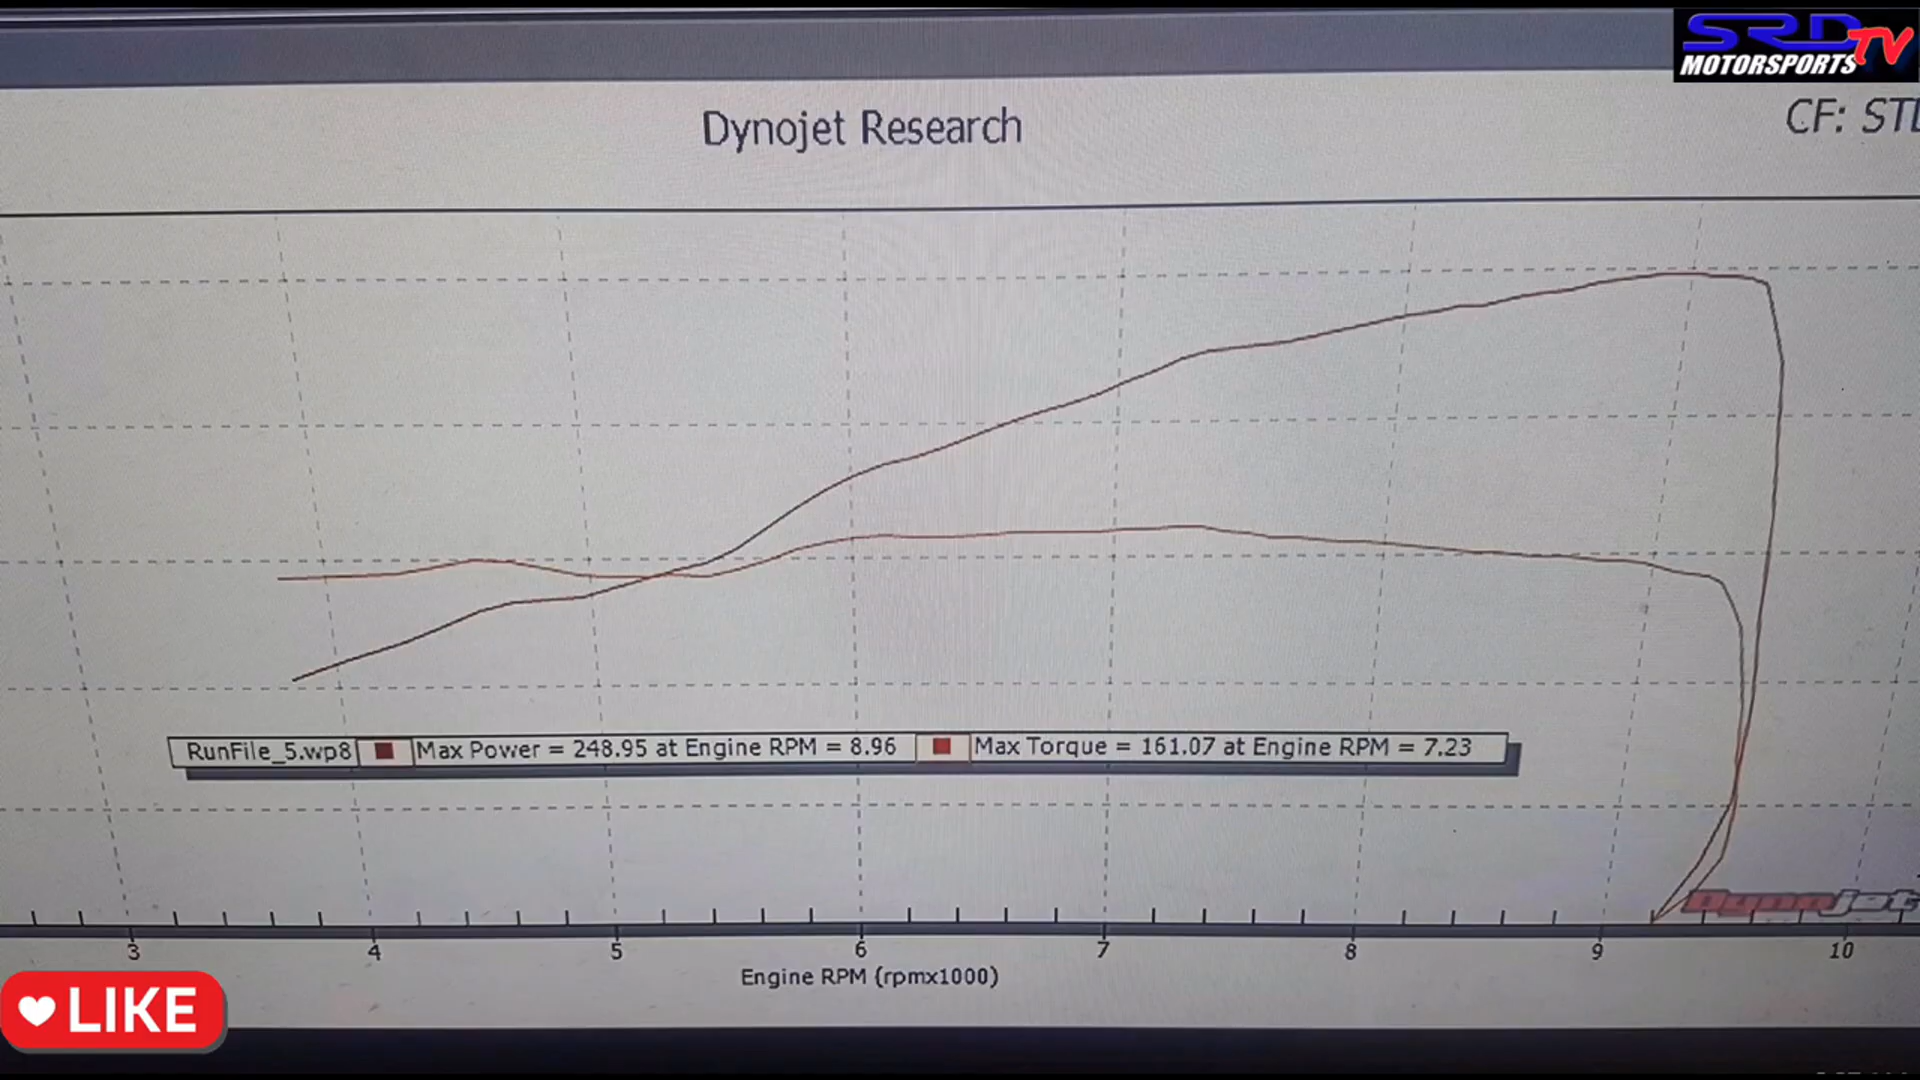 SRD TV
MOTORSPORTS
Dynojet Research
CF:
RunFile_5.wp8 Max Power = 248.95 at Engine RPM = 8.96 Max Torque = 161.07 at Engine RPM = 7.23
Dynojet
3 4 5 6 7 8 9 10
Engine RPM (rpmx1000)
LIKE